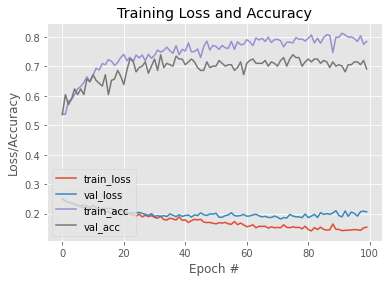 Training Loss and Accuracy
Loss/Accuracy
0.8
0.7
0.6
0.5
0.4
0.3
0.2
train_loss
val_loss
train_acc
val_acc
0 20 40 60 80 100
Epoch #